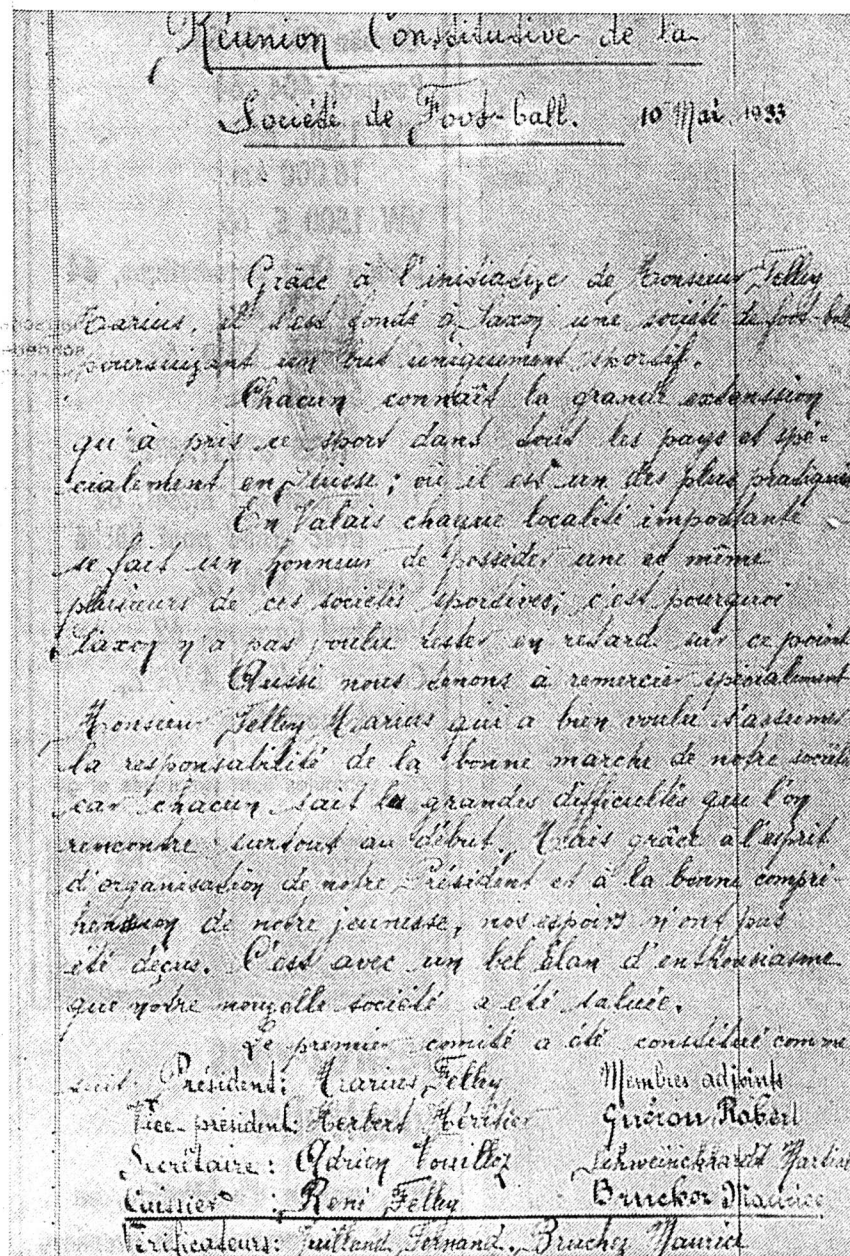 Réunion Constitutive de la
Société de Foot-ball. 10 Mai 1933
Grâce à l'initiative de Monsieur Felley
Marius, il s'est fondé à Saxon une société de foot-ball
poursuivant un but uniquement sportif.
Chacun connaît la grande extenssion
qu'à pris ce sport dans tout les pays et spé-
cialement en Suisse; où il est un des plus pratiqués
En Valais chaque localité importante
se fait un honneur de posséder une et même
plusieurs de ces sociétés sportives; c'est pourquoi
Saxon n'a pas voulu rester en retard sur ce point
Aussi nous tenons à remercier spécialement
Monsieur Felley Marius qui a bien voulu s'assumer
la responsabilité de la bonne marche de notre société
car chacun sait les grandes difficultés que l'on
rencontre surtout au début. Mais grâce a l'esprit
d'organisation de notre Président et à la bonne compré-
henssion de notre jeunesse, nos espoirs n'ont pas
été déçus. C'est avec un bel élan d'enthousiasme
que notre nouvelle société a été saluée.
Le premier comité a été constitué comme
suit: Président: Marius Felley Membres adjoints
Vice-président: Herbert Héritier Guéron Robert
Secrétaire: Adrien Vouilloz Schweinckhardt
Caissier: René Felley Maurice
Vérificateurs: Juilland Fernand, Bruchez Maurice